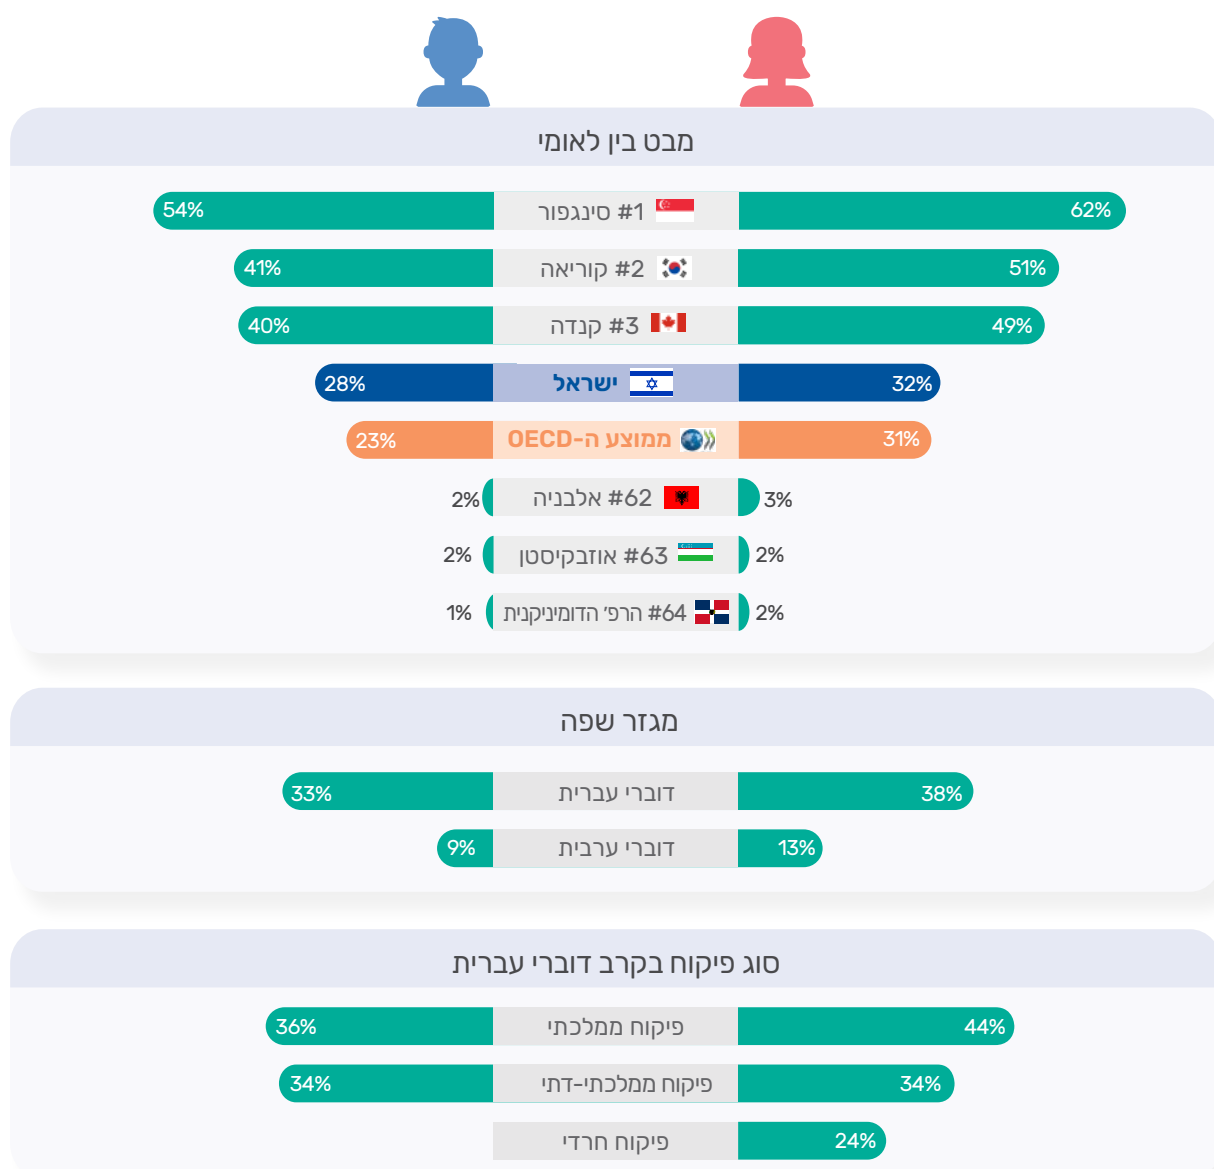 מבט בין לאומי
62% #1 סינגפור 54%
51% #2 קוריאה 41%
49% #3 קנדה 40%
32% ישראל 28%
31% ממוצע ה-OECD 23%
3% #62 אלבניה 2%
2% #63 אוזבקיסטן 2%
2% #64 הרפ׳ הדומיניקנית 1%
מגזר שפה
38% דוברי עברית 33%
13% דוברי ערבית 9%
סוג פיקוח בקרב דוברי עברית
44% פיקוח ממלכתי 36%
34% פיקוח ממלכתי-דתי 34%
24% פיקוח חרדי